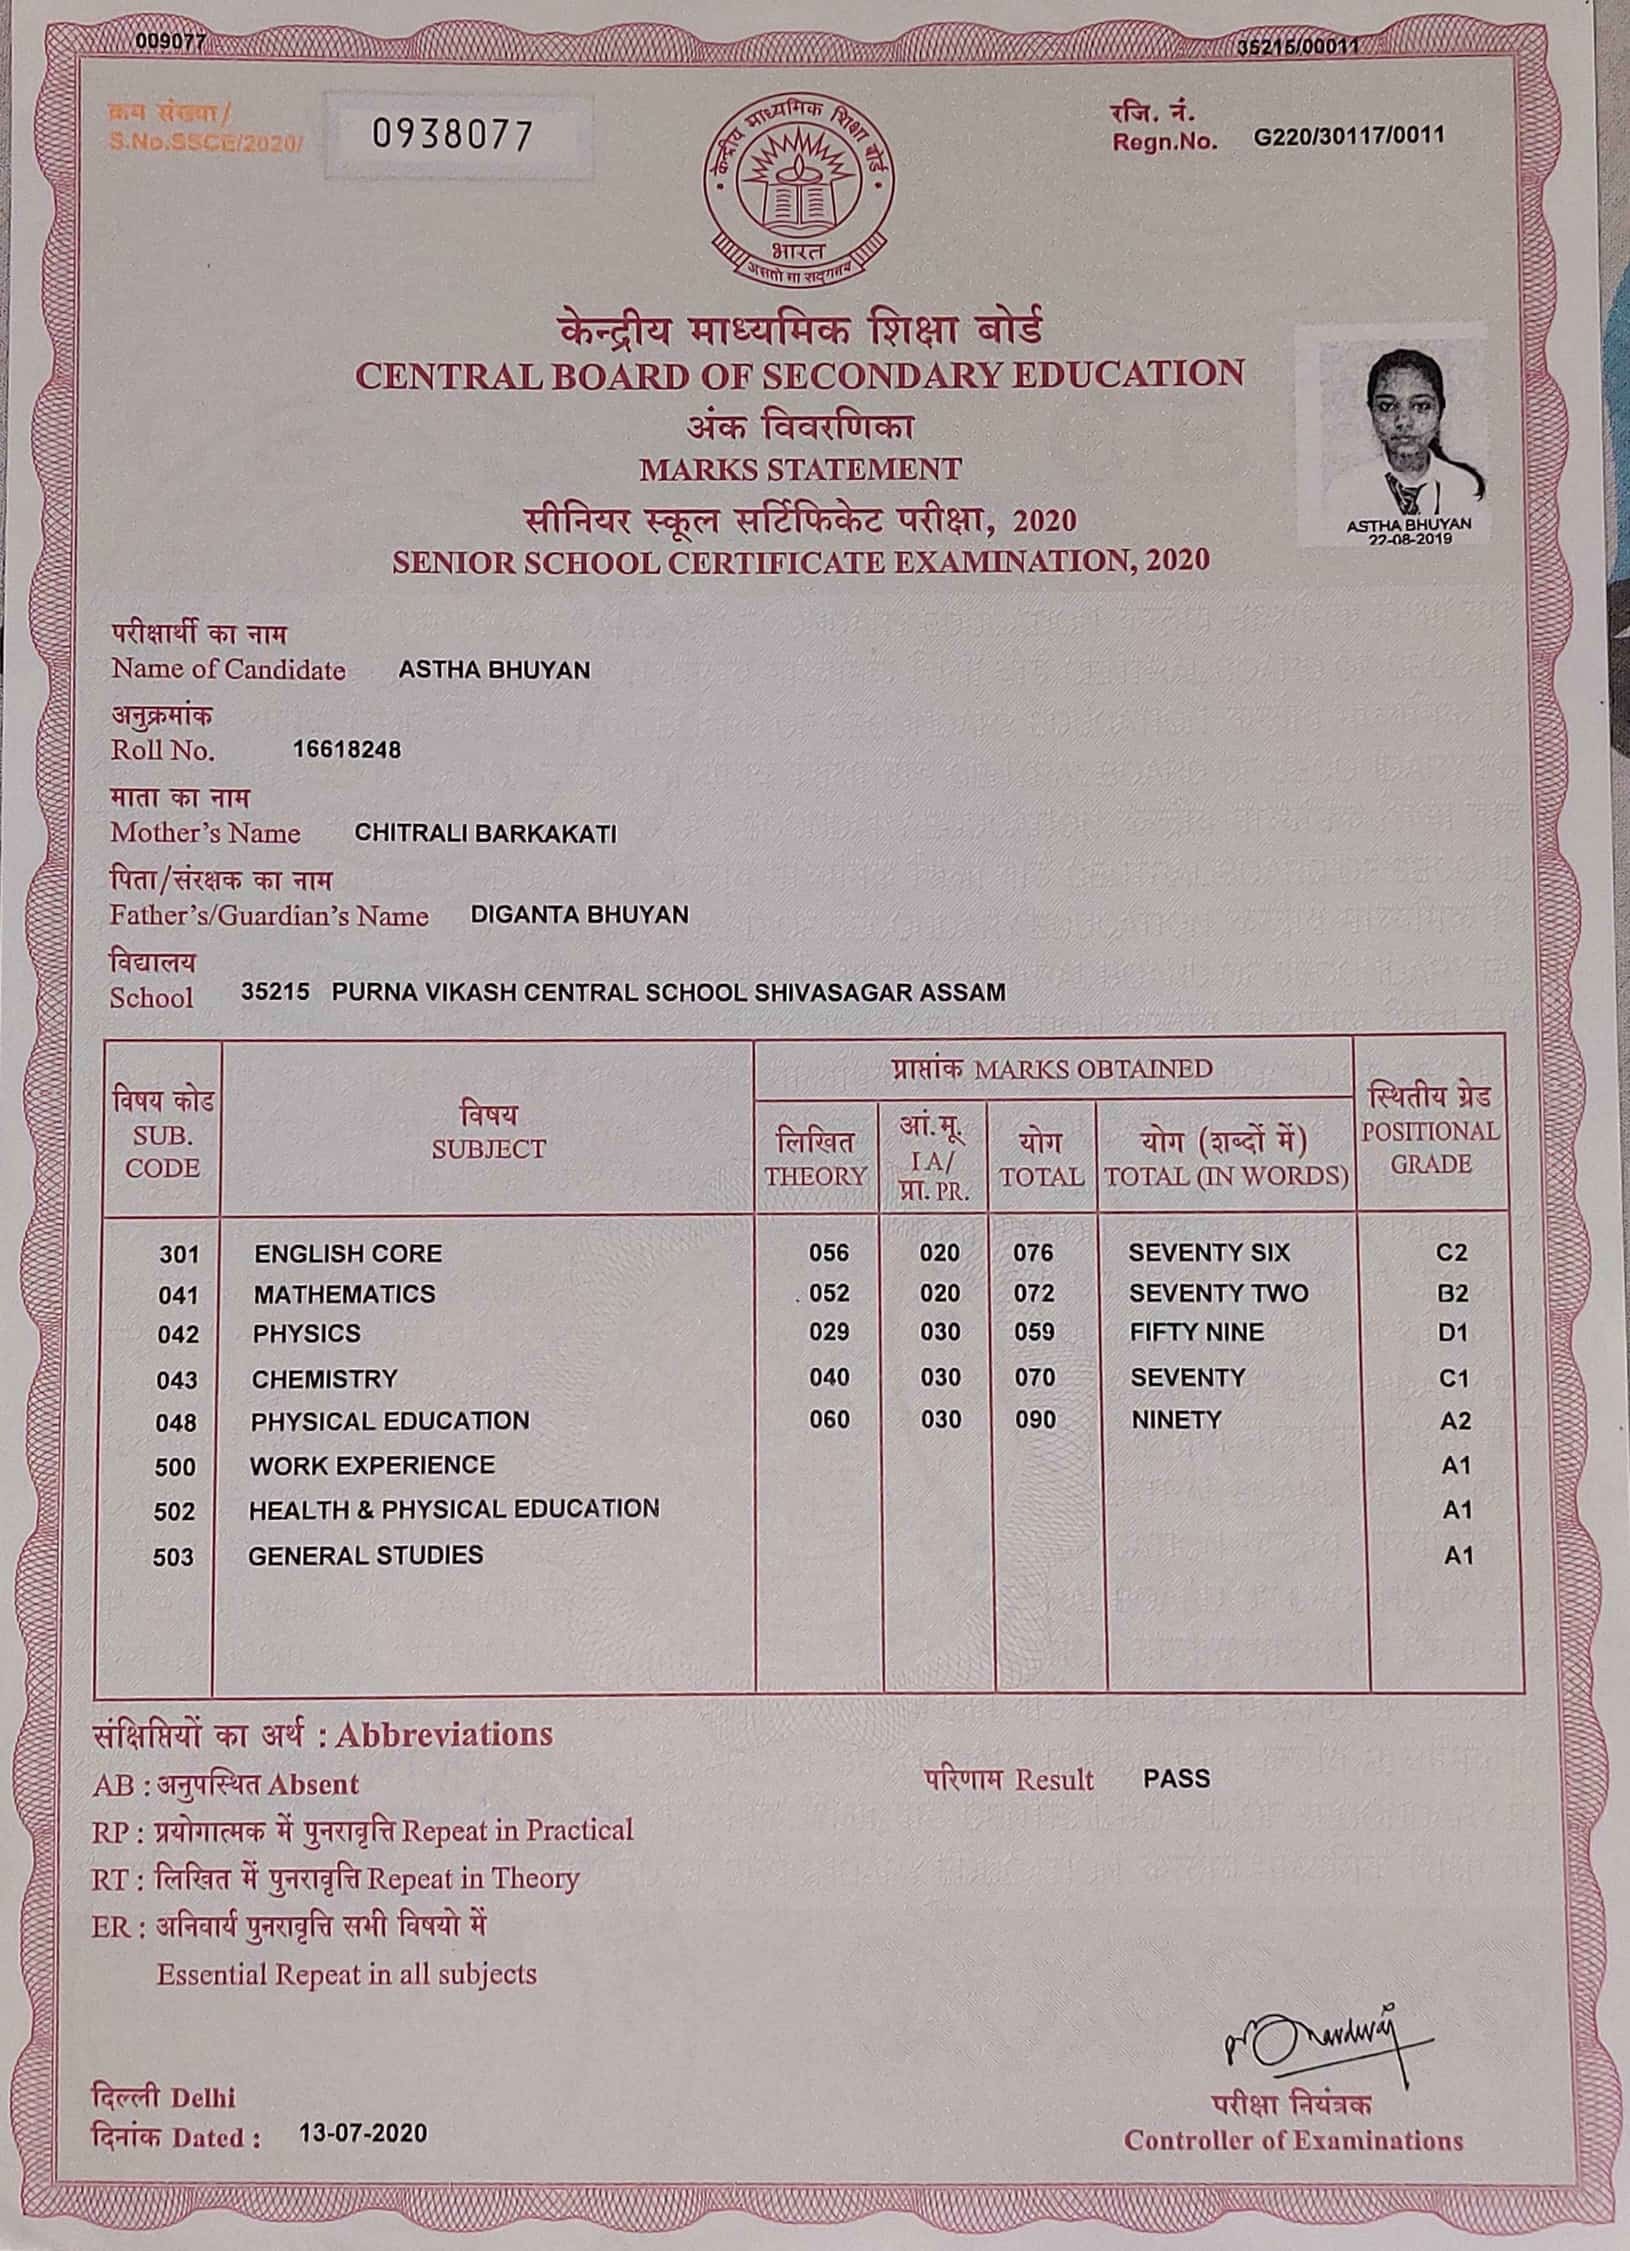 009077
35215/00011
क्रम संख्या/
S.No.SSCE/2020/
0938077
रजि. नं.
Regn.No. G220/30117/0011
केन्द्रीय माध्यमिक शिक्षा बोर्ड
भारत
असतो मा सद्गमय
केन्द्रीय माध्यमिक शिक्षा बोर्ड
CENTRAL BOARD OF SECONDARY EDUCATION
अंक विवरणिका
MARKS STATEMENT
सीनियर स्कूल सर्टिफिकेट परीक्षा, 2020
SENIOR SCHOOL CERTIFICATE EXAMINATION, 2020
ASTHA BHUYAN
22-08-2019
परीक्षार्थी का नाम
Name of Candidate ASTHA BHUYAN
अनुक्रमांक
Roll No. 16618248
माता का नाम
Mother's Name CHITRALI BARKAKATI
पिता/संरक्षक का नाम
Father's/Guardian's Name DIGANTA BHUYAN
विद्यालय
School 35215 PURNA VIKASH CENTRAL SCHOOL SHIVASAGAR ASSAM
विषय कोड
SUB.
CODE
विषय
SUBJECT
प्राप्तांक MARKS OBTAINED
लिखित
THEORY
आं.मू.
I A/
प्रा. PR.
योग
TOTAL
योग (शब्दों में)
TOTAL (IN WORDS)
स्थितीय ग्रेड
POSITIONAL
GRADE
301 ENGLISH CORE 056 020 076 SEVENTY SIX C2
041 MATHEMATICS 052 020 072 SEVENTY TWO B2
042 PHYSICS 029 030 059 FIFTY NINE D1
043 CHEMISTRY 040 030 070 SEVENTY C1
048 PHYSICAL EDUCATION 060 030 090 NINETY A2
500 WORK EXPERIENCE A1
502 HEALTH & PHYSICAL EDUCATION A1
503 GENERAL STUDIES A1
संक्षिप्तियों का अर्थ : Abbreviations
AB : अनुपस्थित Absent
परिणाम Result PASS
RP : प्रयोगात्मक में पुनरावृत्ति Repeat in Practical
RT : लिखित में पुनरावृत्ति Repeat in Theory
ER : अनिवार्य पुनरावृत्ति सभी विषयो में
Essential Repeat in all subjects
दिल्ली Delhi
दिनांक Dated : 13-07-2020
परीक्षा नियंत्रक
Controller of Examinations